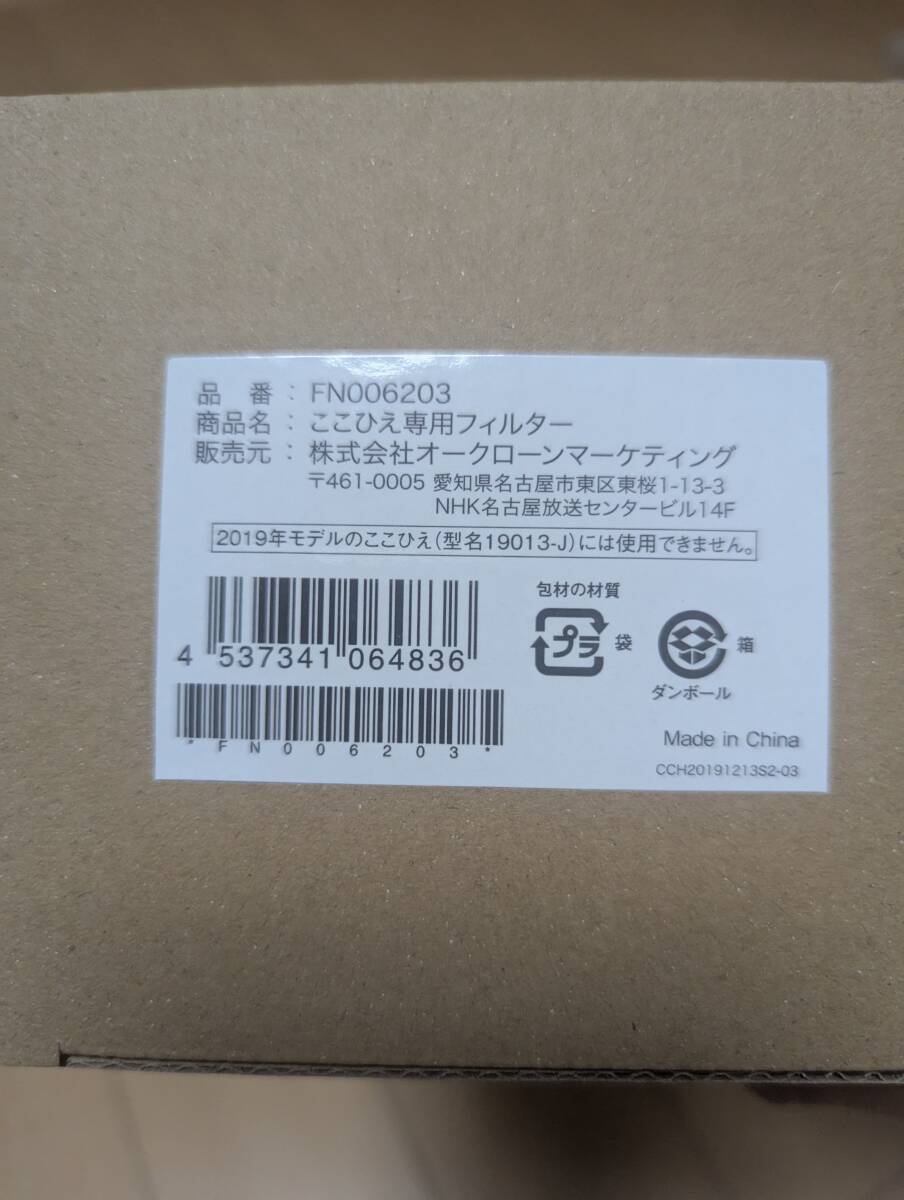 品 番 : FN006203
商品名 : ここひえ専用フィルター
販売元 : 株式会社オークローンマーケティング
〒461-0005 愛知県名古屋市東区東桜1-13-3
NHK名古屋放送センタービル14F
2019年モデルのここひえ(型名19013-J)には使用できません。
包材の材質
プラ 袋
箱
ダンボール
4 537341 064836
*FN006203*
Made in China
CCH20191213S2-03